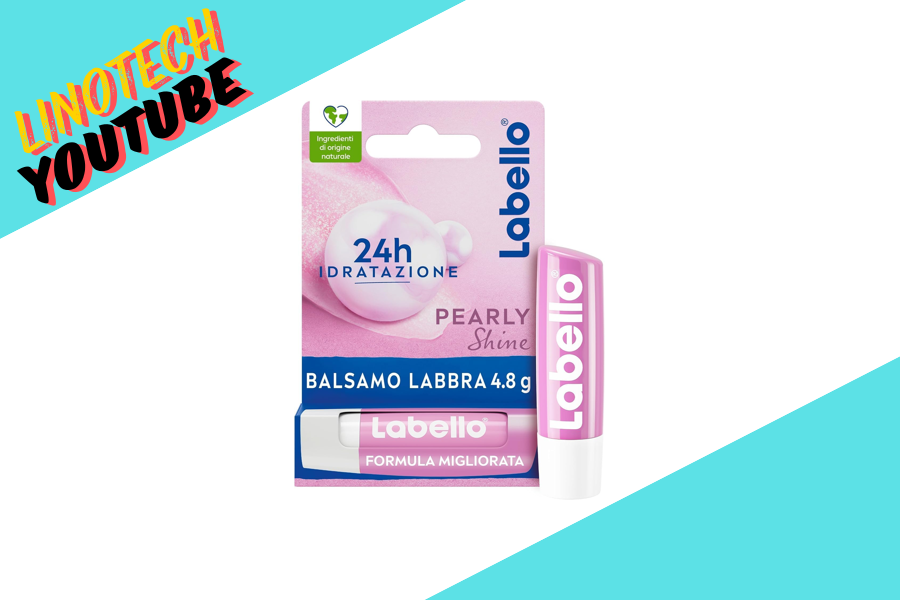 LINOTECH
YOUTUBE
Ingredienti
di origine
naturale
Labello®
24h
IDRATAZIONE
PEARLY
Shine
BALSAMO LABBRA 4.8 g
Labello®
FORMULA MIGLIORATA
Labello®